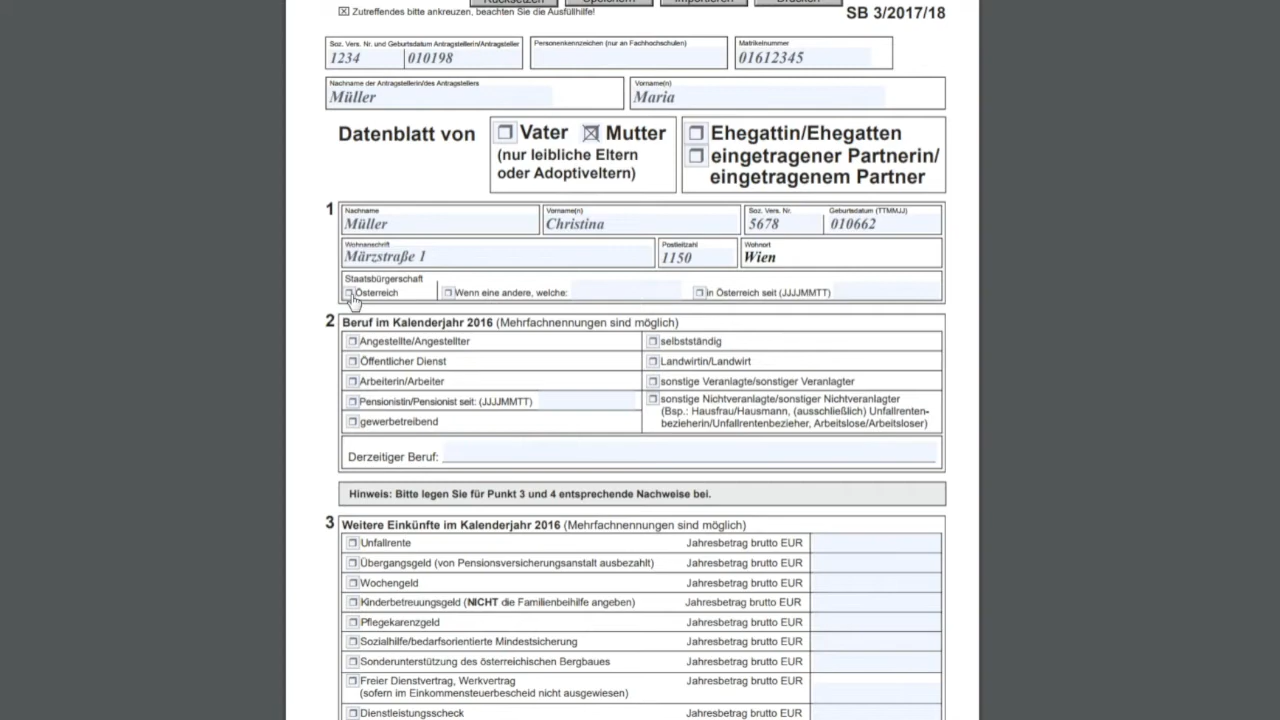 Rücksetzen Speichern Importieren Drucken
Zutreffendes bitte ankreuzen, beachten Sie die Ausfüllhilfe!
SB 3/2017/18
Soz. Vers. Nr. und Geburtsdatum Antragstellerin/Antragsteller
Personenkennzeichen (nur an Fachhochschulen)
Matrikelnummer
1234 010198
01612345
Nachname der Antragstellerin/des Antragstellers
Vorname(n)
Müller
Maria
Datenblatt von
Vater Mutter
(nur leibliche Eltern
oder Adoptiveltern)
Ehegattin/Ehegatten
eingetragener Partnerin/
eingetragenem Partner
1
Nachname
Vorname(n)
Soz. Vers. Nr.
Geburtsdatum (TTMMJJ)
Müller
Christina
5678
010662
Wohnanschrift
Postleitzahl
Wohnort
Märzstraße 1
1150
Wien
Staatsbürgerschaft
Österreich
Wenn eine andere, welche:
in Österreich seit (JJJJMMTT)
2 Beruf im Kalenderjahr 2016 (Mehrfachnennungen sind möglich)
Angestellte/Angestellter
selbstständig
Öffentlicher Dienst
Landwirtin/Landwirt
Arbeiterin/Arbeiter
sonstige Veranlagte/sonstiger Veranlagter
Pensionistin/Pensionist seit: (JJJJMMTT)
sonstige Nichtveranlagte/sonstiger Nichtveranlagter
(Bsp.: Hausfrau/Hausmann, (ausschließlich) Unfallrenten-
bezieherin/Unfallrentenbezieher, Arbeitslose/Arbeitsloser)
gewerbetreibend
Derzeitiger Beruf:
Hinweis: Bitte legen Sie für Punkt 3 und 4 entsprechende Nachweise bei.
3 Weitere Einkünfte im Kalenderjahr 2016 (Mehrfachnennungen sind möglich)
Unfallrente Jahresbetrag brutto EUR
Übergangsgeld (von Pensionsversicherungsanstalt ausbezahlt) Jahresbetrag brutto EUR
Wochengeld Jahresbetrag brutto EUR
Kinderbetreuungsgeld (NICHT die Familienbeihilfe angeben) Jahresbetrag brutto EUR
Pflegekarenzgeld Jahresbetrag brutto EUR
Sozialhilfe/bedarfsorientierte Mindestsicherung Jahresbetrag brutto EUR
Sonderunterstützung des österreichischen Bergbaues Jahresbetrag brutto EUR
Freier Dienstvertrag, Werkvertrag Jahresbetrag brutto EUR
(sofern im Einkommensteuerbescheid nicht ausgewiesen)
Dienstleistungsscheck Jahresbetrag brutto EUR